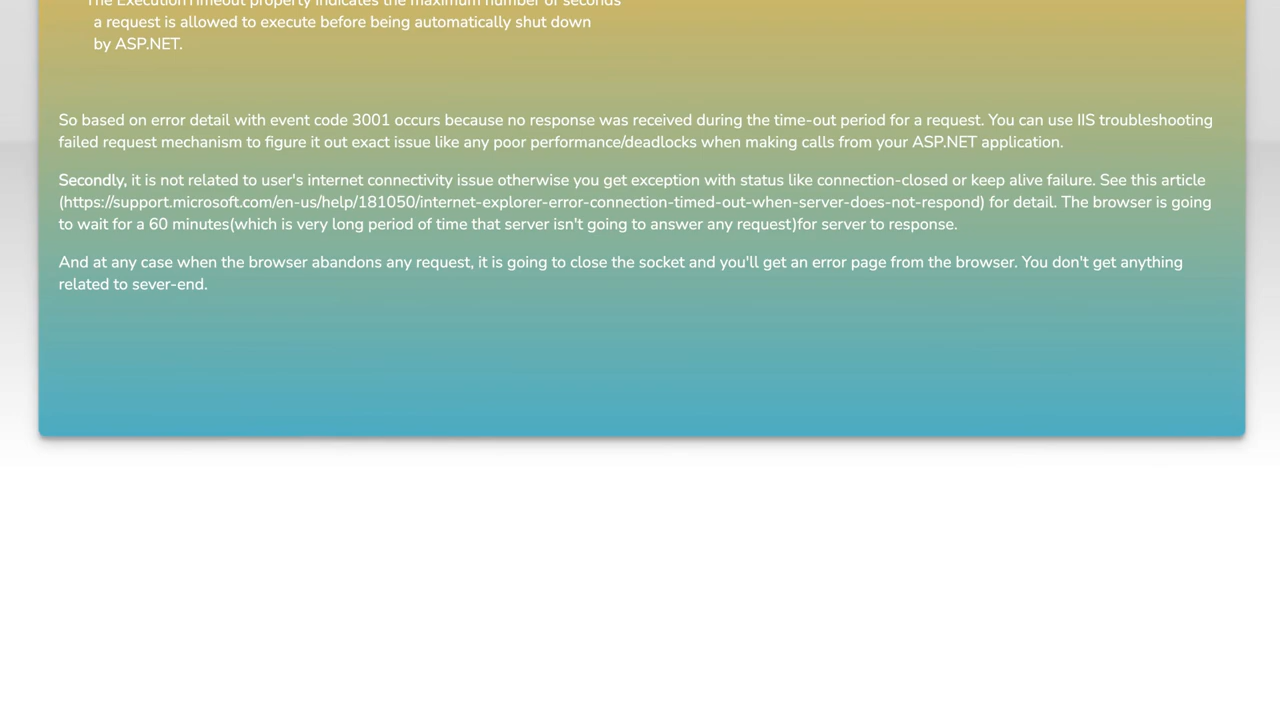 The ExecutionTimeout property indicates the maximum number of seconds
a request is allowed to execute before being automatically shut down
by ASP.NET.
So based on error detail with event code 3001 occurs because no response was received during the time-out period for a request. You can use IIS troubleshooting
failed request mechanism to figure it out exact issue like any poor performance/deadlocks when making calls from your ASP.NET application.
Secondly, it is not related to user's internet connectivity issue otherwise you get exception with status like connection-closed or keep alive failure. See this article
(https://support.microsoft.com/en-us/help/181050/internet-explorer-error-connection-timed-out-when-server-does-not-respond) for detail. The browser is going
to wait for a 60 minutes(which is very long period of time that server isn't going to answer any request)for server to response.
And at any case when the browser abandons any request, it is going to close the socket and you'll get an error page from the browser. You don't get anything
related to sever-end.